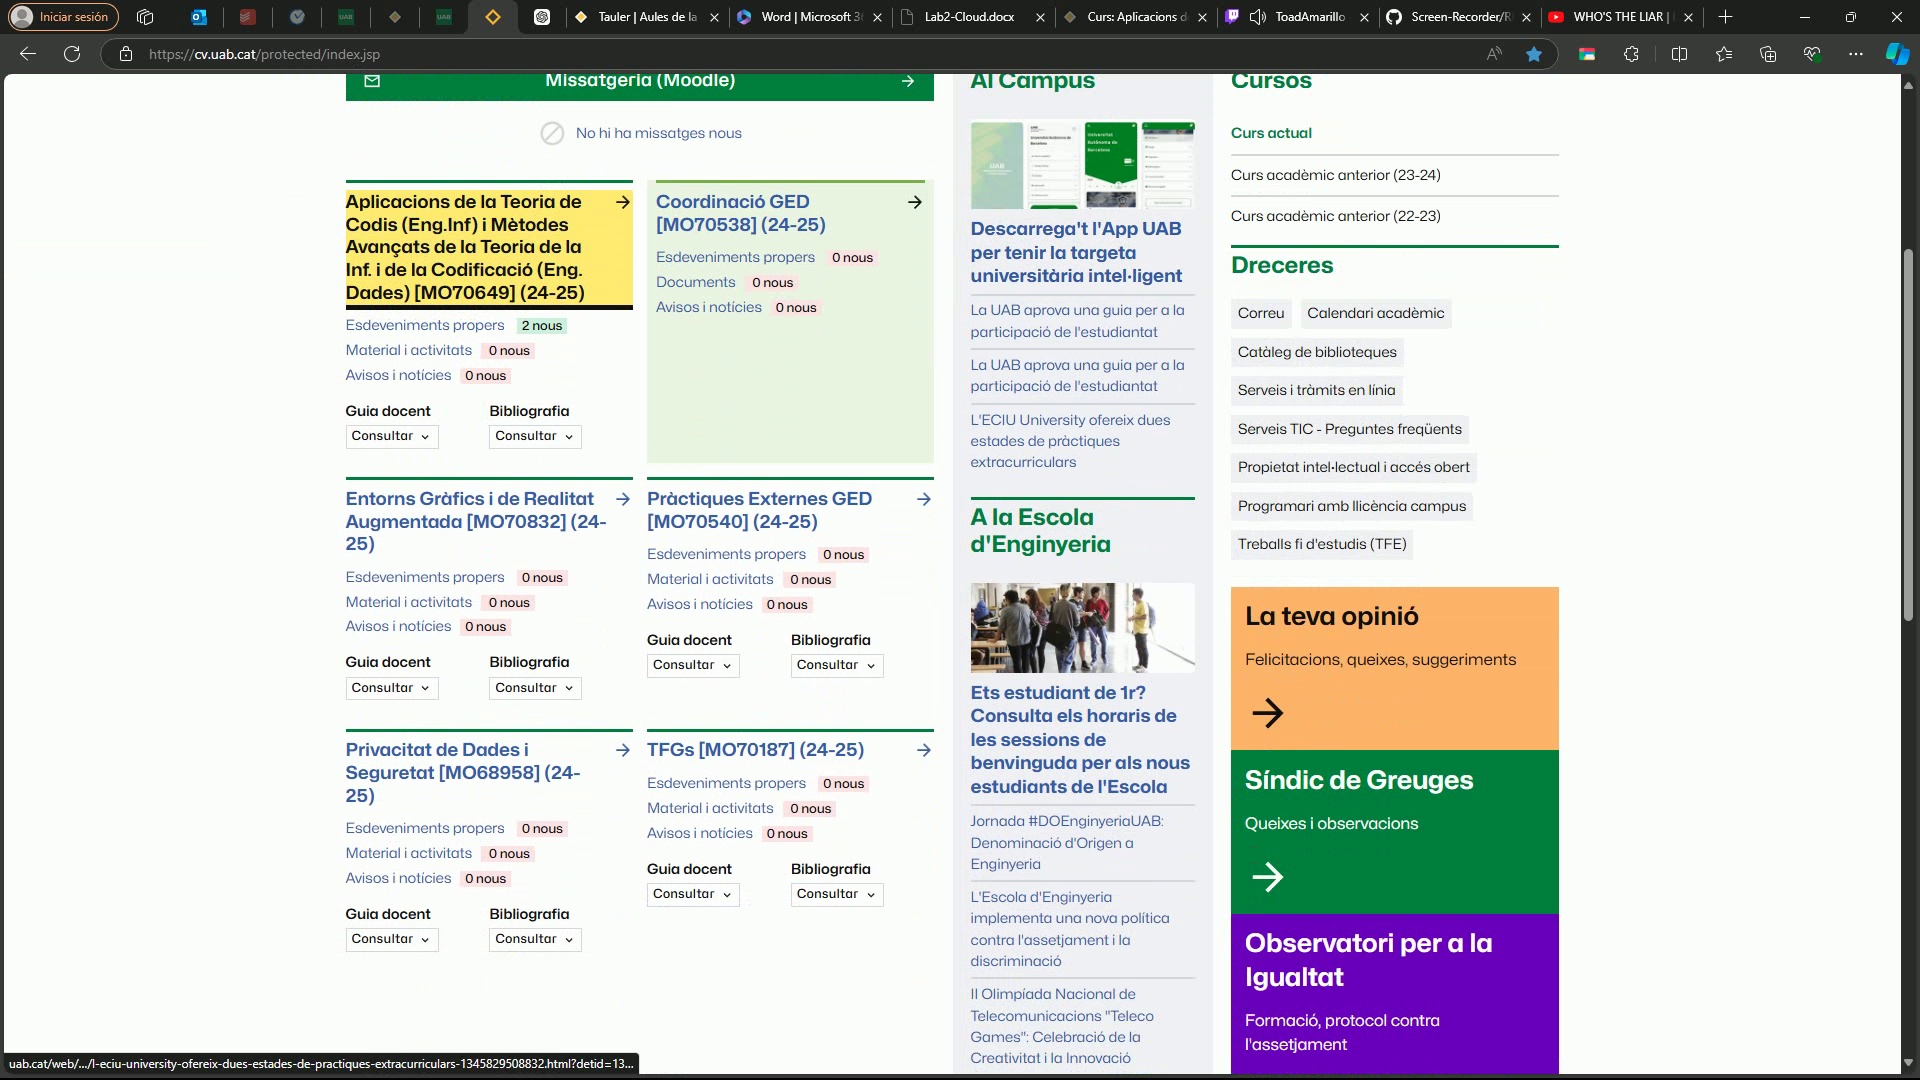 Iniciar sesión
UAB
UAB
Tauler | Aules de la
Word | Microsoft 3
Lab2-Cloud.docx
Curs: Aplicacions d
ToadAmarillo
Screen-Recorder/R
WHO'S THE LIAR |
https://cv.uab.cat/protected/index.jsp
Missatgeria (Moodle)
No hi ha missatges nous
Aplicacions de la Teoria de
Codis (Eng.Inf) i Mètodes
Avançats de la Teoria de la
Inf. i de la Codificació (Eng.
Dades) [MO70649] (24-25)
Esdeveniments propers 2 nous
Material i activitats 0 nous
Avisos i notícies 0 nous
Guia docent Bibliografia
Consultar Consultar
Coordinació GED
[MO70538] (24-25)
Esdeveniments propers 0 nous
Documents 0 nous
Avisos i notícies 0 nous
Entorns Gràfics i de Realitat
Augmentada [MO70832] (24-
25)
Esdeveniments propers 0 nous
Material i activitats 0 nous
Avisos i notícies 0 nous
Guia docent Bibliografia
Consultar Consultar
Pràctiques Externes GED
[MO70540] (24-25)
Esdeveniments propers 0 nous
Material i activitats 0 nous
Avisos i notícies 0 nous
Guia docent Bibliografia
Consultar Consultar
Privacitat de Dades i
Seguretat [MO68958] (24-
25)
Esdeveniments propers 0 nous
Material i activitats 0 nous
Avisos i notícies 0 nous
Guia docent Bibliografia
Consultar Consultar
TFGs [MO70187] (24-25)
Esdeveniments propers 0 nous
Material i activitats 0 nous
Avisos i notícies 0 nous
Guia docent Bibliografia
Consultar Consultar
Al Campus
Universitat
Autònoma de
Barcelona
Descarrega't l'App UAB
per tenir la targeta
universitària intel·ligent
La UAB aprova una guia per a la
participació de l'estudiantat
La UAB aprova una guia per a la
participació de l'estudiantat
L'ECIU University ofereix dues
estades de pràctiques
extracurriculars
A la Escola
d'Enginyeria
Ets estudiant de 1r?
Consulta els horaris de
les sessions de
benvinguda per als nous
estudiants de l'Escola
Jornada #DOEnginyeriaUAB:
Denominació d'Origen a
Enginyeria
L'Escola d'Enginyeria
implementa una nova política
contra l'assetjament i la
discriminació
II Olimpíada Nacional de
Telecomunicacions "Teleco
Games": Celebració de la
Creativitat i la Innovació
Cursos
Curs actual
Curs acadèmic anterior (23-24)
Curs acadèmic anterior (22-23)
Dreceres
Correu Calendari acadèmic
Catàleg de biblioteques
Serveis i tràmits en línia
Serveis TIC - Preguntes freqüents
Propietat intel·lectual i accés obert
Programari amb llicència campus
Treballs fi d'estudis (TFE)
La teva opinió
Felicitacions, queixes, suggeriments
Síndic de Greuges
Queixes i observacions
Observatori per a la
Igualtat
Formació, protocol contra
l'assetjament
uab.cat/web/.../l-eciu-university-ofereix-dues-estades-de-practiques-extracurriculars-1345829508832.html?detid=13...